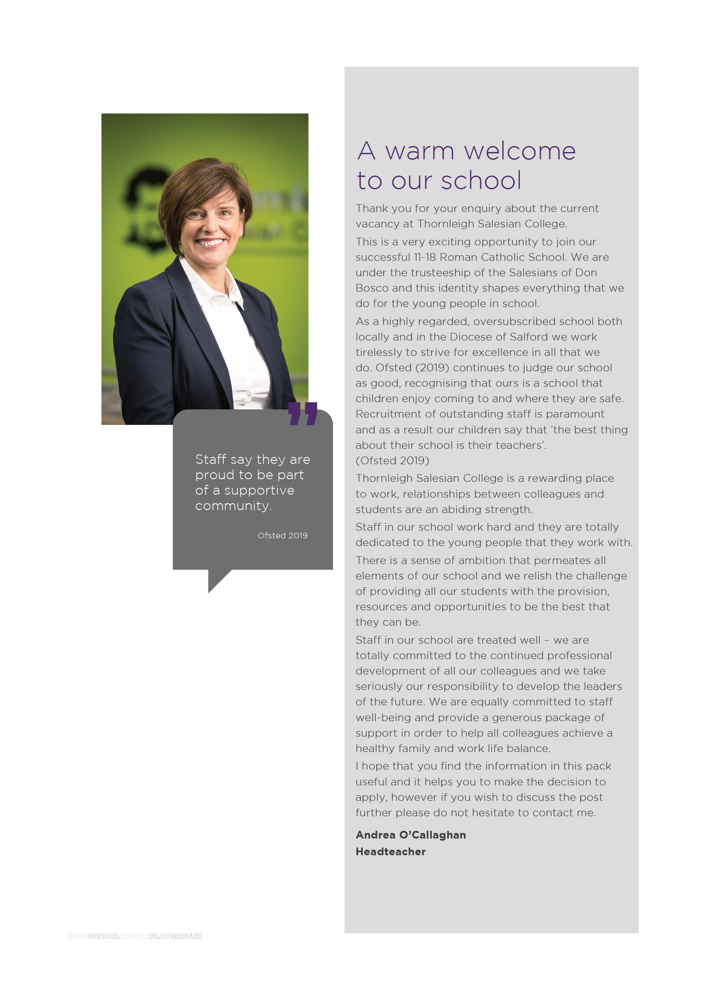 A warm welcome
to our school
Thank you for your enquiry about the current
vacancy at Thornleigh Salesian College.
This is a very exciting opportunity to join our
successful 11-18 Roman Catholic School. We are
under the trusteeship of the Salesians of Don
Bosco and this identity shapes everything that we
do for the young people in school.
As a highly regarded, oversubscribed school both
locally and in the Diocese of Salford we work
tirelessly to strive for excellence in all that we
do. Ofsted (2019) continues to judge our school
as good, recognising that ours is a school that
children enjoy coming to and where they are safe.
Recruitment of outstanding staff is paramount
and as a result our children say that ’the best thing
about their school is their teachers’.
(Ofsted 2019)
Thornleigh Salesian College is a rewarding place
to work, relationships between colleagues and
students are an abiding strength.
Staff in our school work hard and they are totally
dedicated to the young people that they work with.
There is a sense of ambition that permeates all
elements of our school and we relish the challenge
of providing all our students with the provision,
resources and opportunities to be the best that
they can be.
Staff in our school are treated well – we are
totally committed to the continued professional
development of all our colleagues and we take
seriously our responsibility to develop the leaders
of the future. We are equally committed to staff
well-being and provide a generous package of
support in order to help all colleagues achieve a
healthy family and work life balance.
I hope that you find the information in this pack
useful and it helps you to make the decision to
apply, however if you wish to discuss the post
further please do not hesitate to contact me.
Andrea O’Callaghan
Headteacher
”
Staff say they are
proud to be part
of a supportive
community.
Ofsted 2019
HOMESCHOOLCHURCHPLAYGROUND